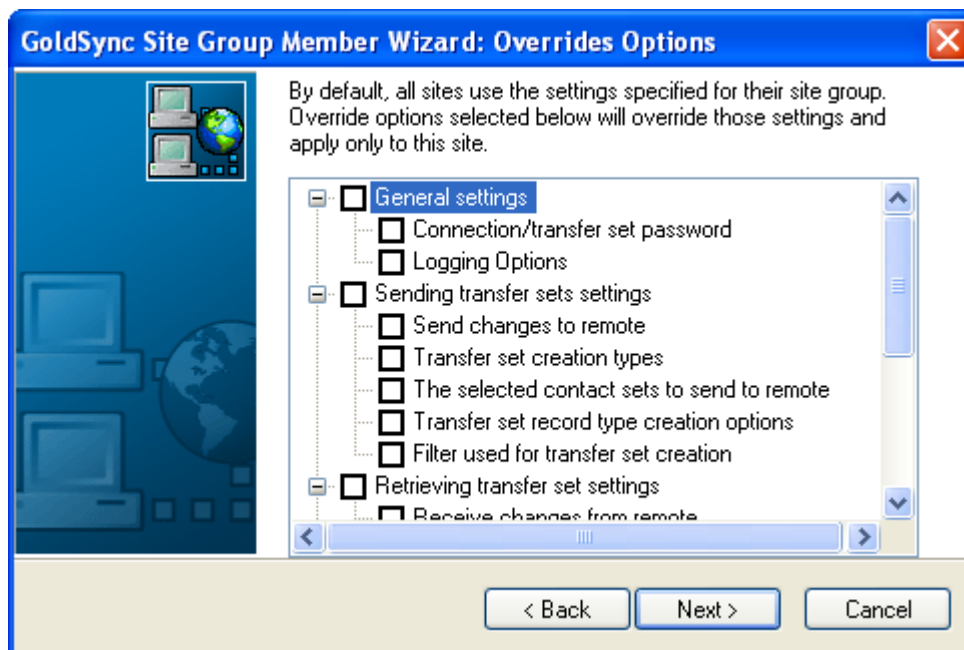 GoldSync Site Group Member Wizard: Overrides Options
By default, all sites use the settings specified for their site group.
Override options selected below will override those settings and
apply only to this site.
General settings
Connection/transfer set password
Logging Options
Sending transfer sets settings
Send changes to remote
Transfer set creation types
The selected contact sets to send to remote
Transfer set record type creation options
Filter used for transfer set creation
Retrieving transfer set settings
Receive changes from remote
< Back
Next >
Cancel